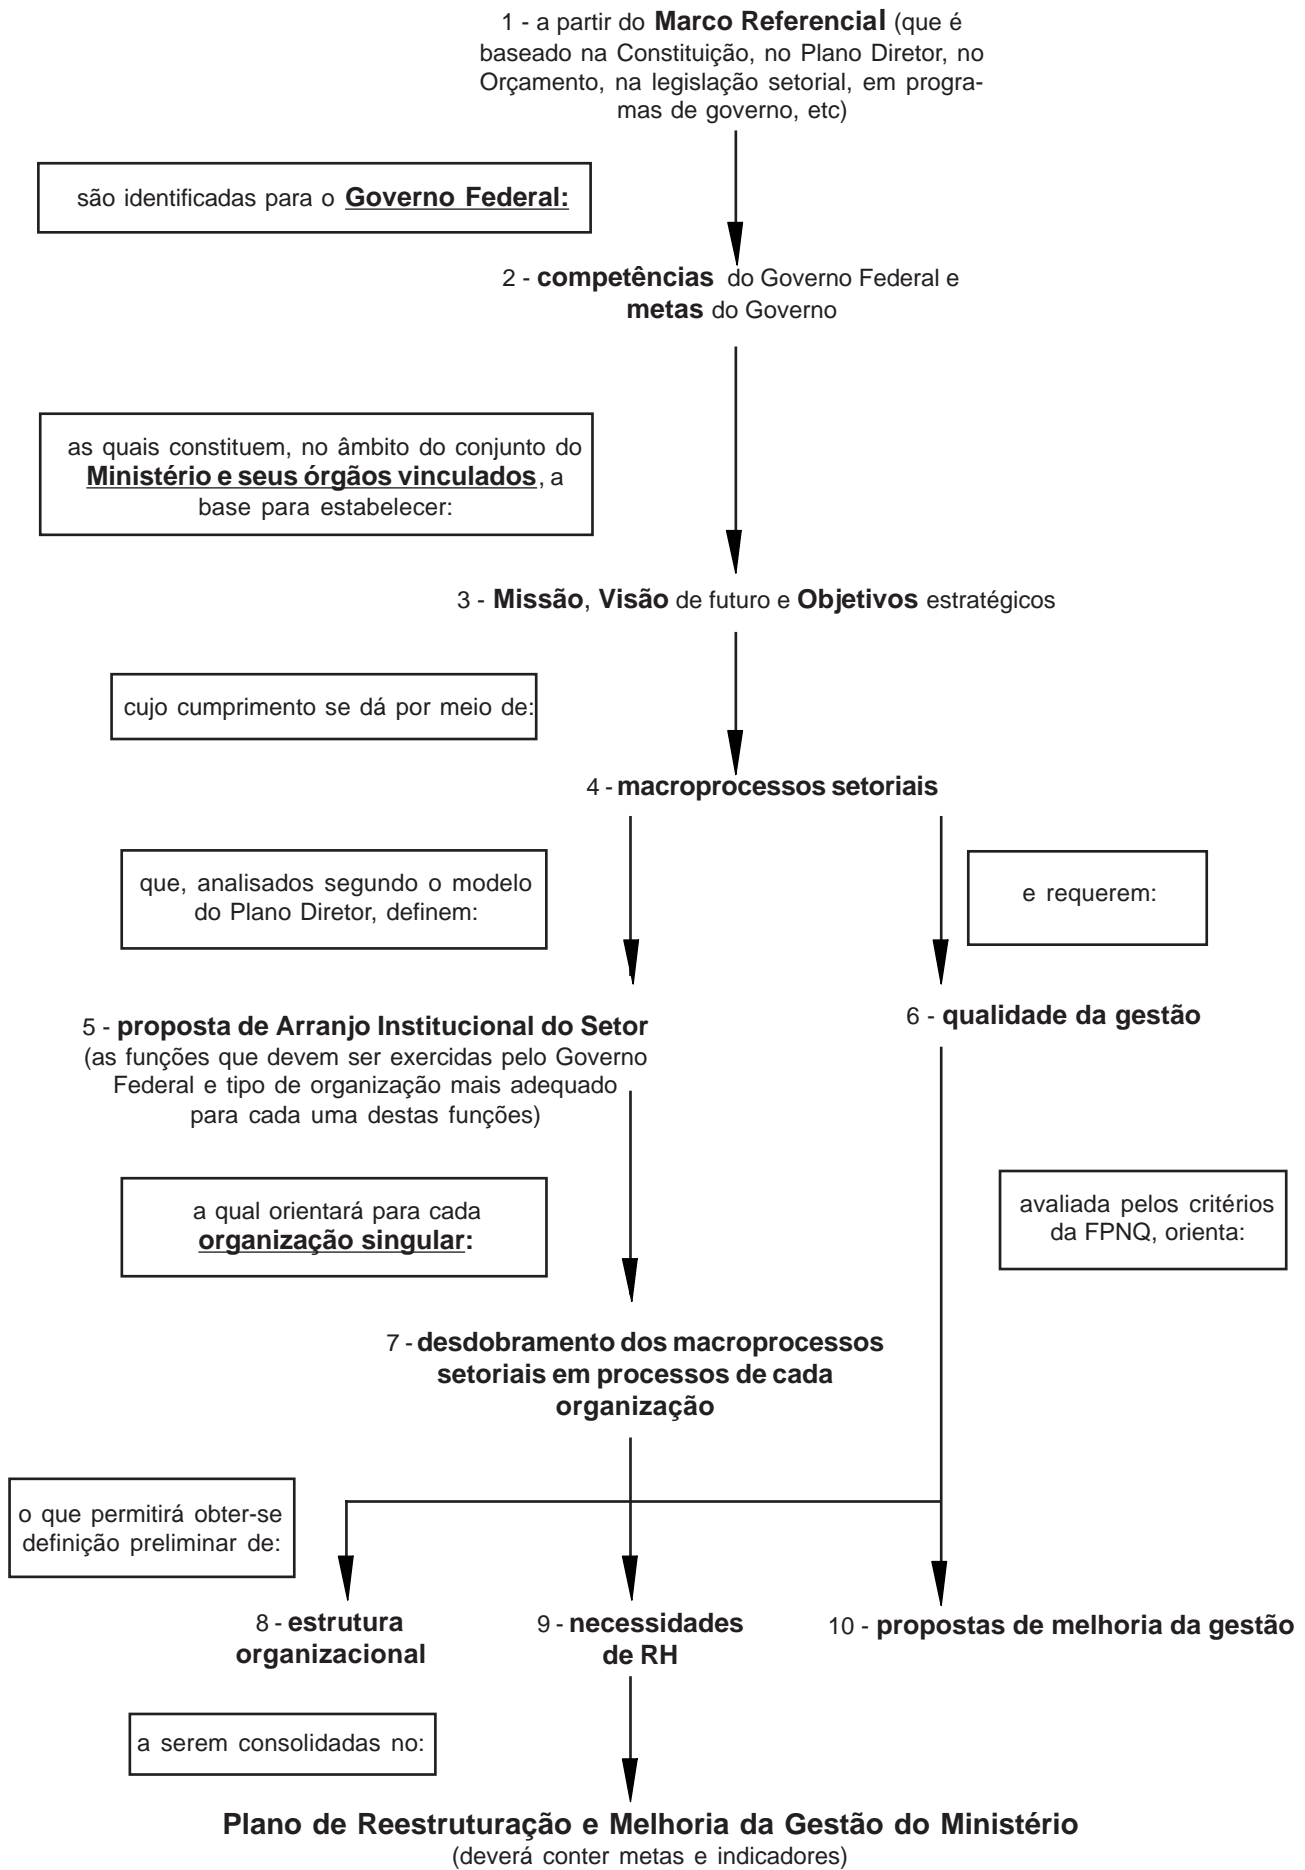 1 - a partir do Marco Referencial (que é
baseado na Constituição, no Plano Diretor, no
Orçamento, na legislação setorial, em progra-
mas de governo, etc)
são identificadas para o Governo Federal:
2 - competências do Governo Federal e
metas do Governo
as quais constituem, no âmbito do conjunto do
Ministério e seus órgãos vinculados, a
base para estabelecer:
3 - Missão, Visão de futuro e Objetivos estratégicos
cujo cumprimento se dá por meio de:
4 - macroprocessos setoriais
que, analisados segundo o modelo
do Plano Diretor, definem:
e requerem:
5 - proposta de Arranjo Institucional do Setor
(as funções que devem ser exercidas pelo Governo
Federal e tipo de organização mais adequado
para cada uma destas funções)
6 - qualidade da gestão
a qual orientará para cada
organização singular:
avaliada pelos critérios
da FPNQ, orienta:
7 - desdobramento dos macroprocessos
setoriais em processos de cada
organização
o que permitirá obter-se
definição preliminar de:
8 - estrutura
organizacional
9 - necessidades
de RH
10 - propostas de melhoria da gestão
a serem consolidadas no:
Plano de Reestruturação e Melhoria da Gestão do Ministério
(deverá conter metas e indicadores)